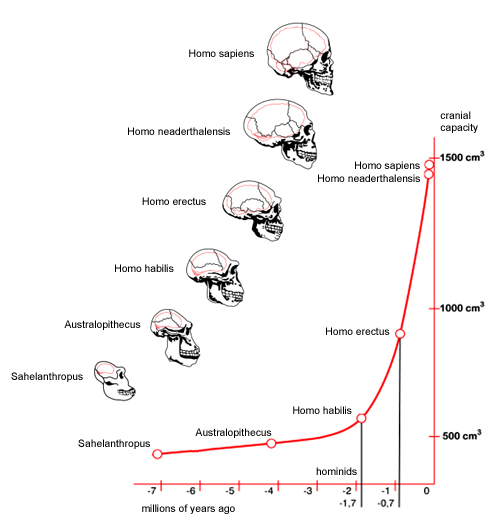 Homo sapiens
cranial
capacity
Homo neaderthalensis
1500 cm³
Homo sapiens
Homo neaderthalensis
Homo erectus
Homo habilis
1000 cm³
Australopithecus
Homo erectus
Sahelanthropus
Homo habilis
Australopithecus
500 cm³
Sahelanthropus
hominids
-7 -6 -5 -4 -3 -2 -1 0
-1,7 -0,7
millions of years ago